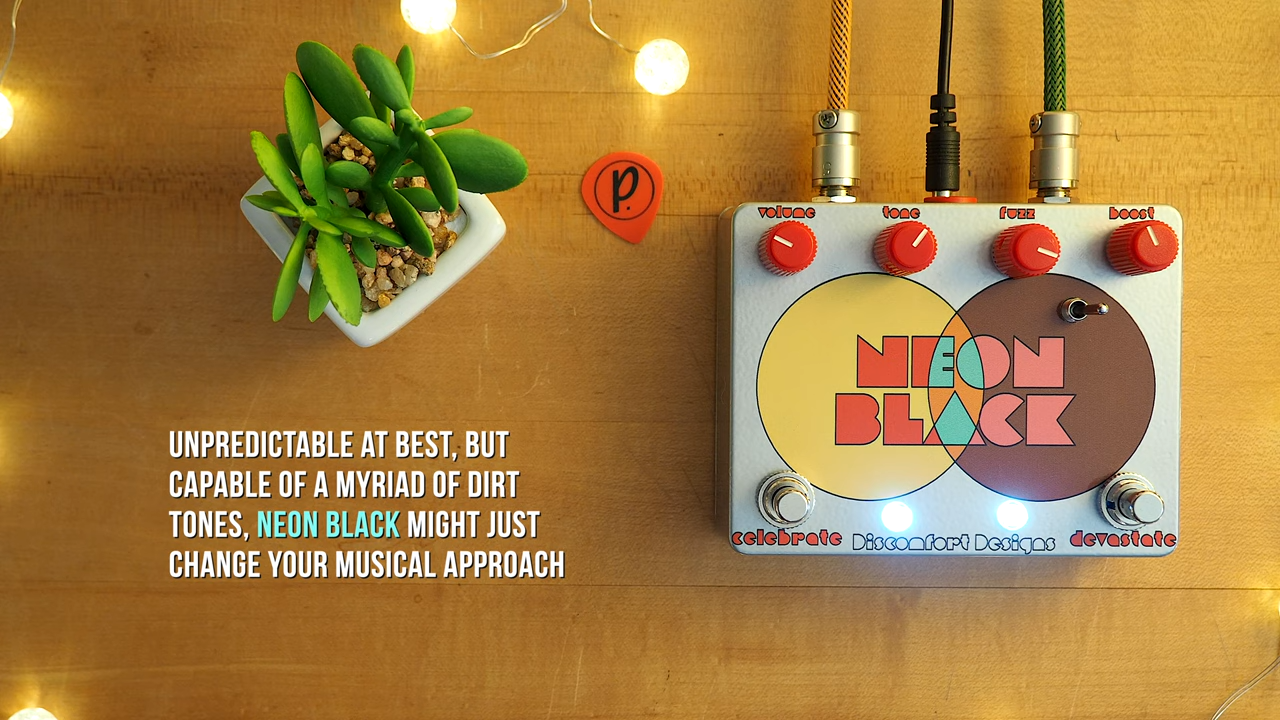 P.
volume tone fuzz boost
NEON
BLACK
celebrate Discomfort Designs devastate
UNPREDICTABLE AT BEST, BUT
CAPABLE OF A MYRIAD OF DIRT
TONES, NEON BLACK MIGHT JUST
CHANGE YOUR MUSICAL APPROACH